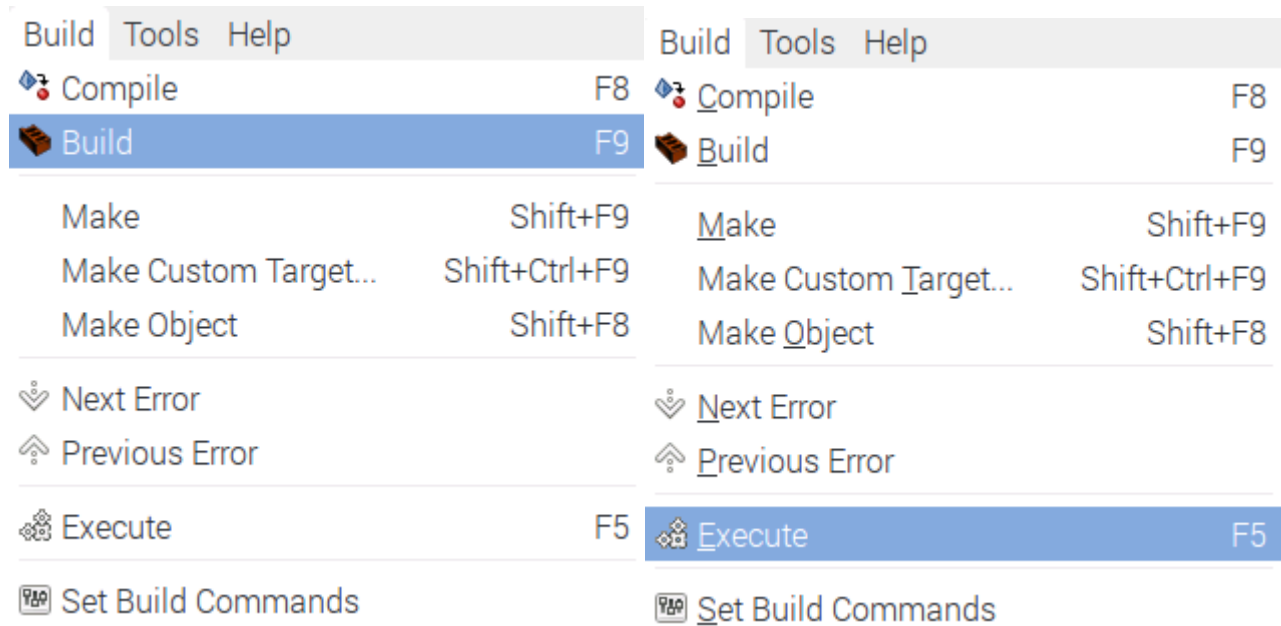 Build Tools Help
Compile F8
Build F9
Make Shift+F9
Make Custom Target... Shift+Ctrl+F9
Make Object Shift+F8
Next Error
Previous Error
Execute F5
Set Build Commands
Build Tools Help
Compile F8
Build F9
Make Shift+F9
Make Custom Target... Shift+Ctrl+F9
Make Object Shift+F8
Next Error
Previous Error
Execute F5
Set Build Commands